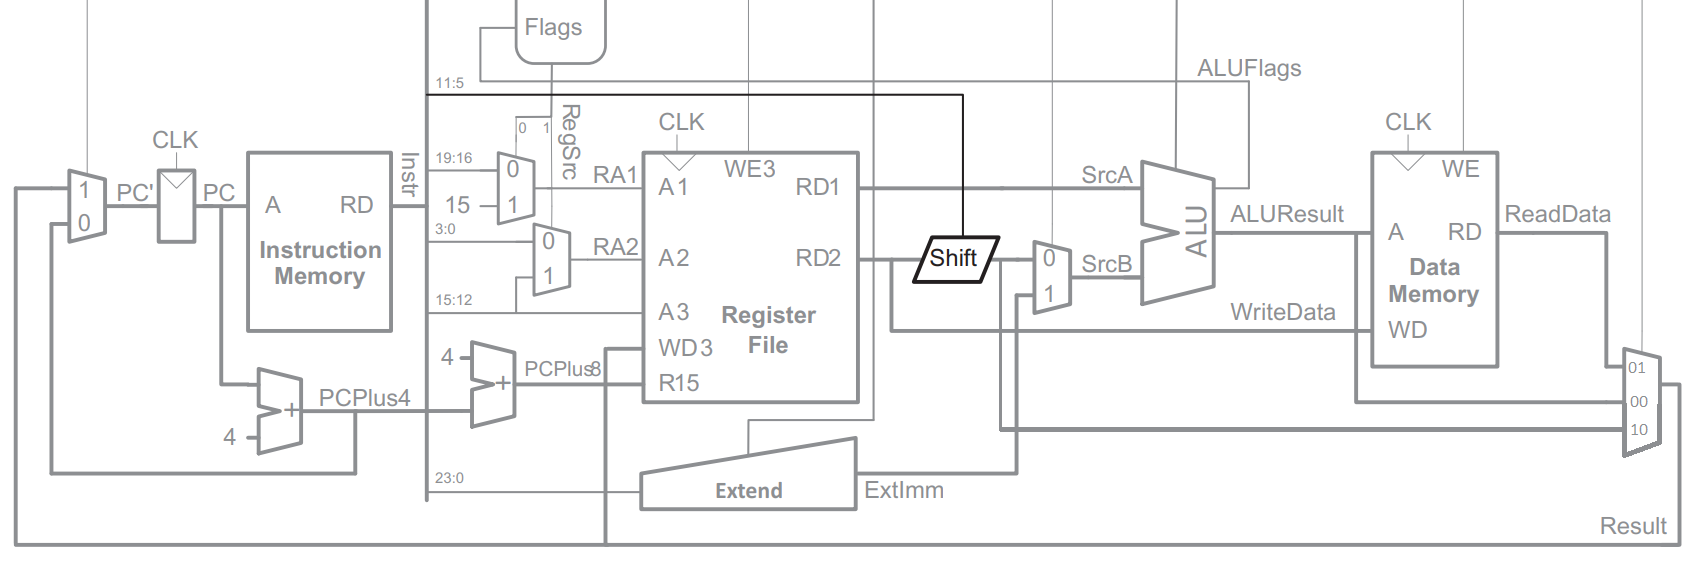 Flags
ALUFlags
11:5
CLK
0 1
RegSrc
CLK
CLK
Instr
19:16
0
RA1
WE3
WE
1
PC'
PC
A
RD
15
1
A1
RD1
SrcA
0
3:0
0
RA2
Instruction
Memory
A2
RD2
Shift
0
SrcB
ALU
ALUResult
A
RD
ReadData
1
1
Data
Memory
15:12
A3
Register
File
WriteData
WD
4
WD3
+
PCPlus8
R15
01
PCPlus4
+
00
4
10
23:0
Extend
ExtImm
Result